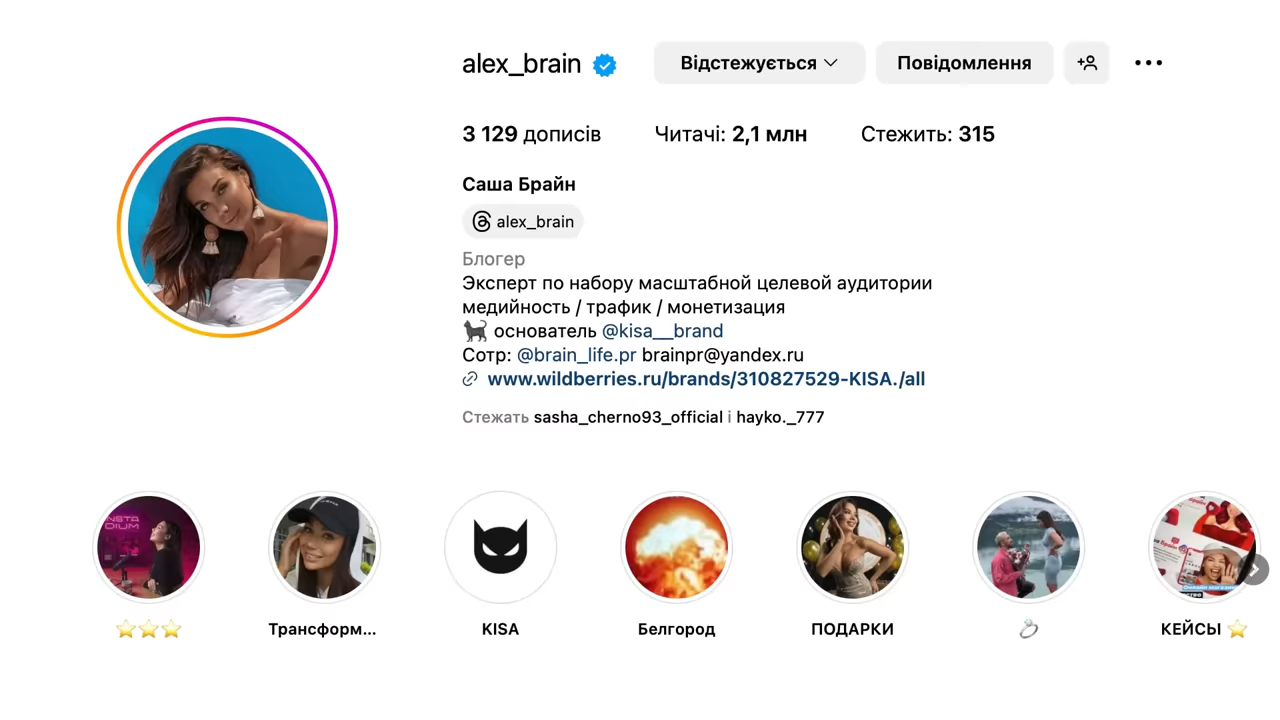 alex_brain
Відстежується
Повідомлення
3 129 дописів
Читачі: 2,1 млн
Стежить: 315
Саша Брайн
alex_brain
Блогер
Эксперт по набору масштабной целевой аудитории
медийность / трафик / монетизация
🐈‍⬛ основатель @kisa__brand
Сотр: @brain_life.pr brainpr@yandex.ru
www.wildberries.ru/brands/310827529-KISA./all
Стежать sasha_cherno93_official і hayko._777
INSTA
DIUM
⭐⭐⭐
Трансформ...
KISA
Белгород
ПОДАРКИ
💍
КЕЙСЫ ⭐